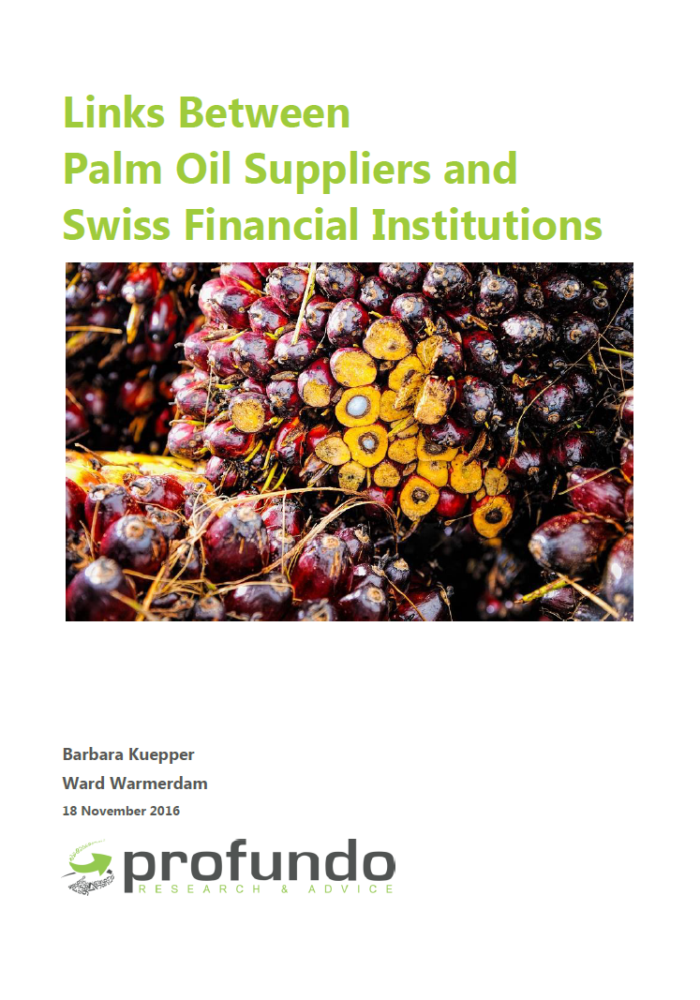 Links Between
Palm Oil Suppliers and
Swiss Financial Institutions
Barbara Kuepper
Ward Warmerdam
18 November 2016
profundo
RESEARCH & ADVICE